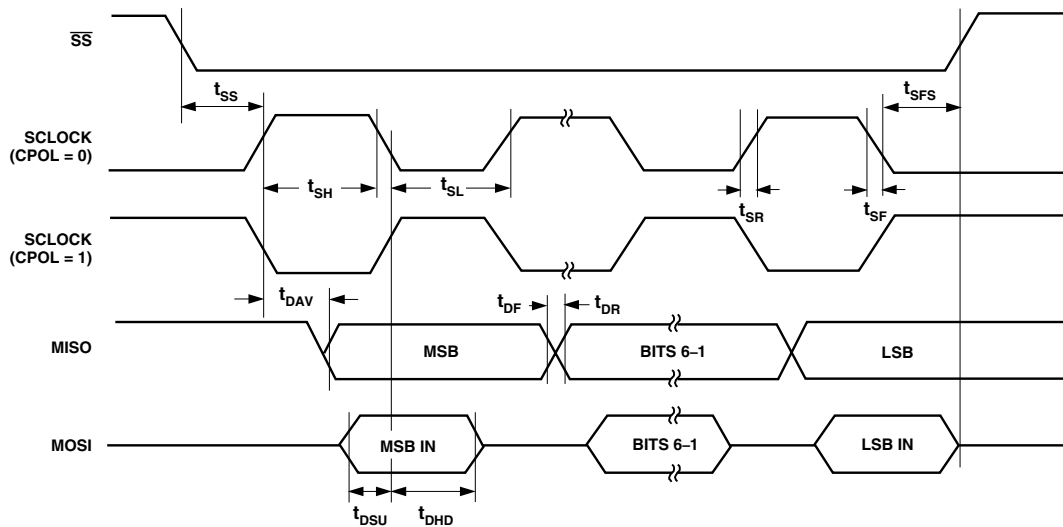 SS
tSS
tSFS
SCLOCK
(CPOL = 0)
tSH
tSL
tSR
tSF
SCLOCK
(CPOL = 1)
tDAV
tDF
tDR
MISO
MSB
BITS 6–1
LSB
MOSI
MSB IN
BITS 6–1
LSB IN
tDSU
tDHD